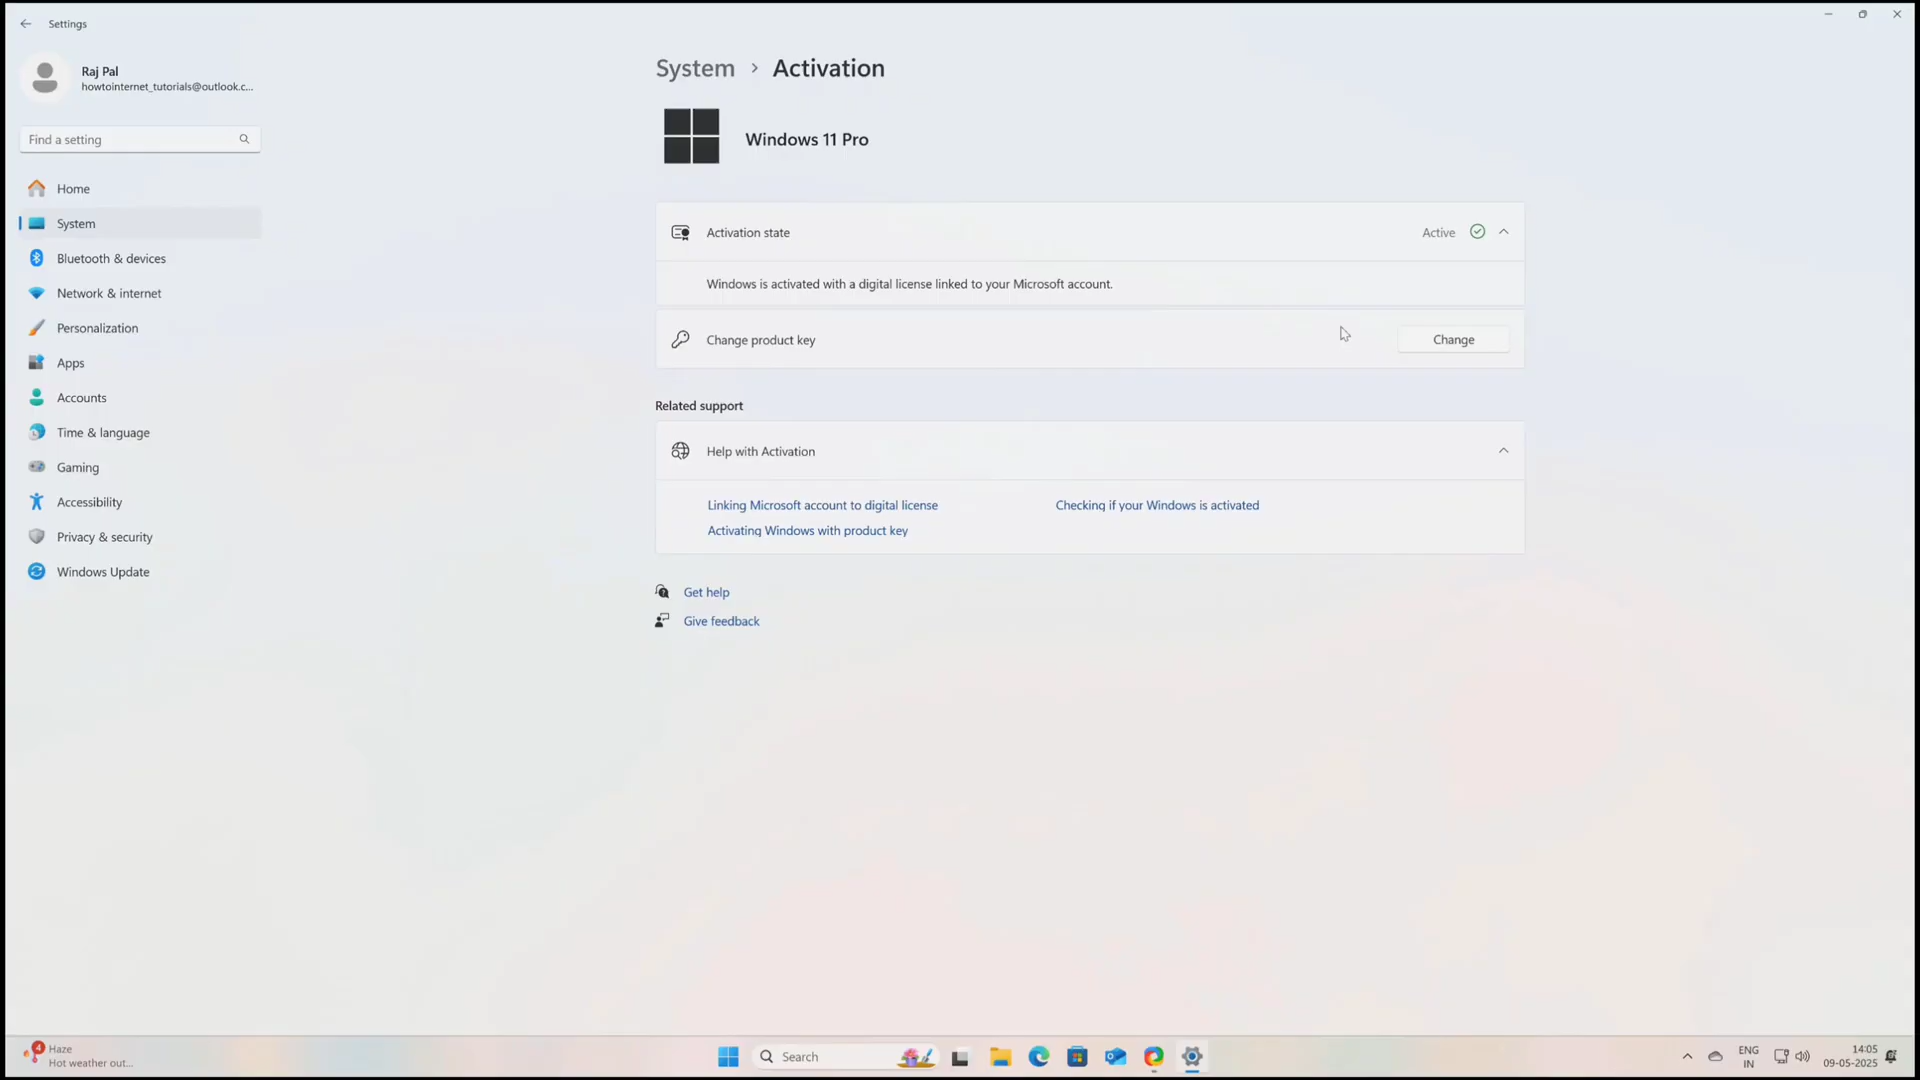 Settings
Raj Pal
howtointernet_tutorials@outlook.c...
Find a setting
Home
System
Bluetooth & devices
Network & internet
Personalization
Apps
Accounts
Time & language
Gaming
Accessibility
Privacy & security
Windows Update
System > Activation
Windows 11 Pro
Activation state
Active
Windows is activated with a digital license linked to your Microsoft account.
Change product key
Change
Related support
Help with Activation
Linking Microsoft account to digital license
Checking if your Windows is activated
Activating Windows with product key
Get help
Give feedback
4
Haze
Hot weather out...
Search
ENG
IN
14:05
09-05-2025